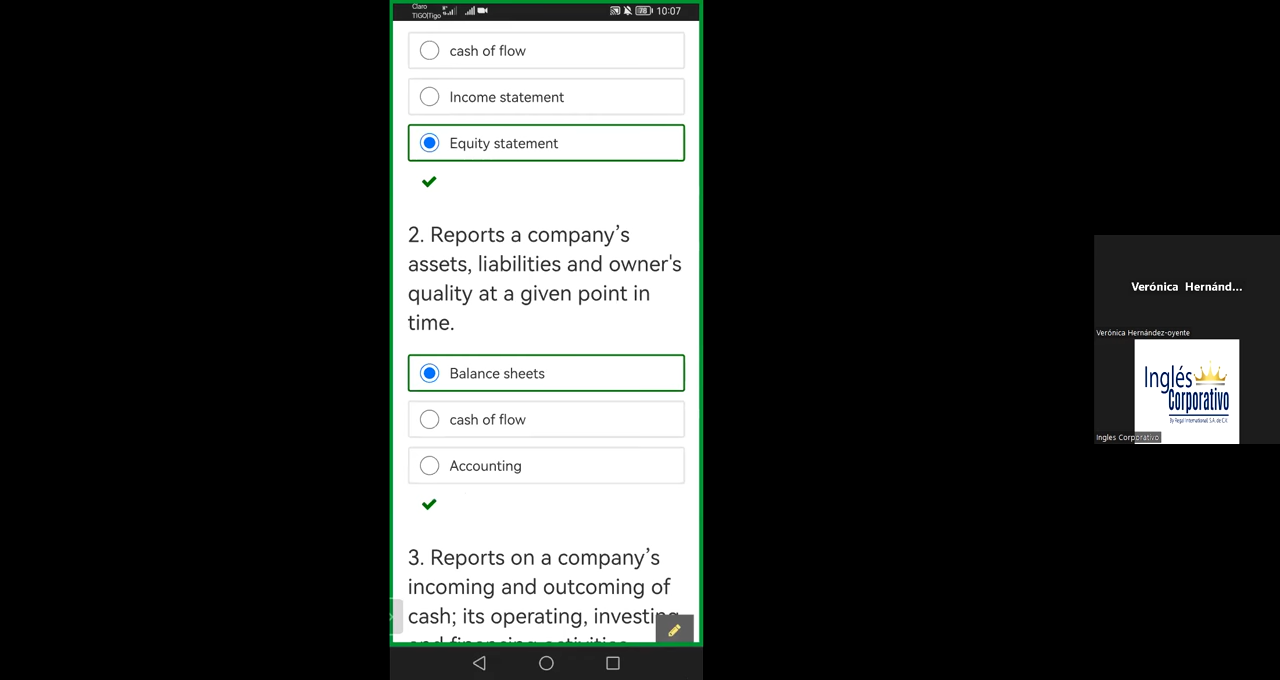 Claro
TIGO|Tigo
78
10:07
cash of flow
Income statement
Equity statement
2. Reports a company’s
assets, liabilities and owner's
quality at a given point in
time.
Balance sheets
cash of flow
Accounting
3. Reports on a company’s
incoming and outcoming of
cash; its operating, investing
and financing activities
Verónica Hernánd...
Verónica Hernández-oyente
Inglés
Corporativo
By Regal International S.A. de C.V.
Ingles Corporativo